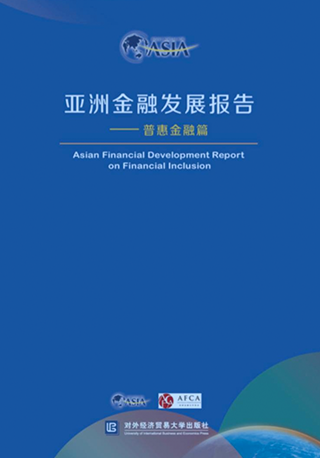 ASIA
亚洲金融发展报告
——普惠金融篇
Asian Financial Development Report
on Financial Inclusion
ASIA
AFCA
对外经济贸易大学出版社
University of International Business and Economics Press